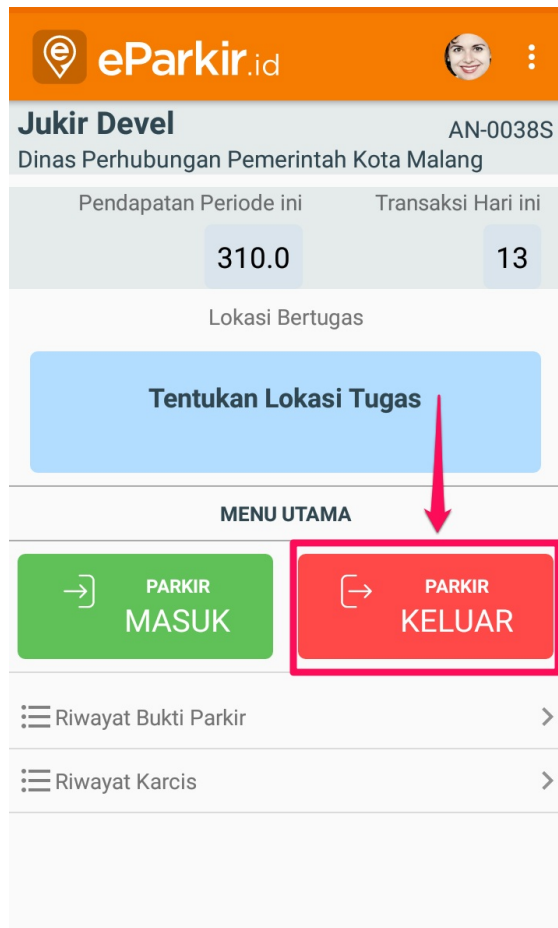 eParkir.id
Jukir Devel
AN-0038S
Dinas Perhubungan Pemerintah Kota Malang
Pendapatan Periode ini
Transaksi Hari ini
310.0
13
Lokasi Bertugas
Tentukan Lokasi Tugas
MENU UTAMA
PARKIR
MASUK
PARKIR
KELUAR
Riwayat Bukti Parkir
Riwayat Karcis